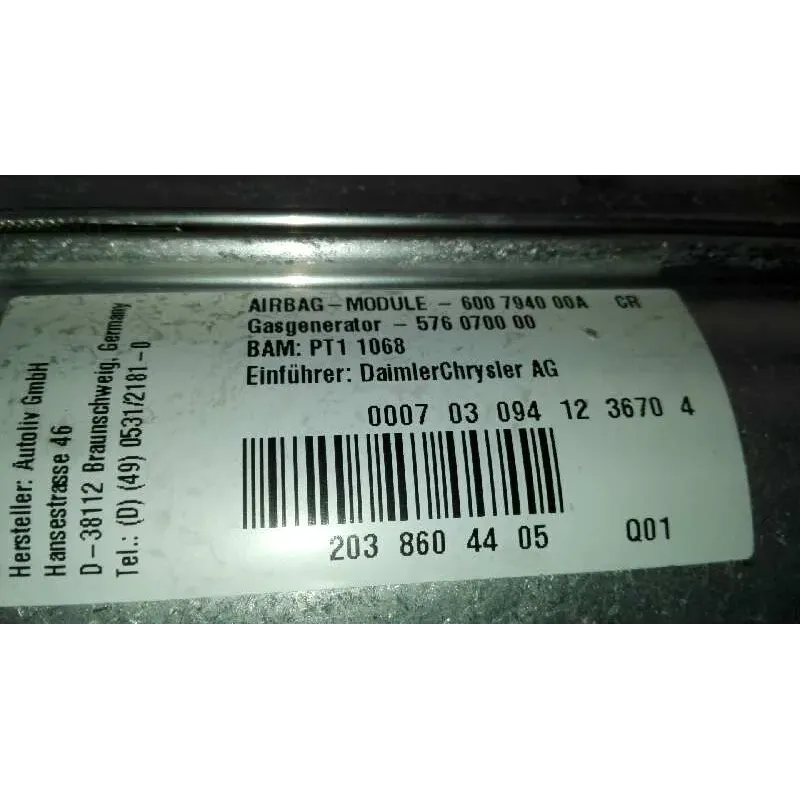 Hersteller: Autoliv GmbH
Hansestrasse 46
D-38112 Braunschweig, Germany
Tel.: (D) (49) 0531/2181-0
AIRBAG-MODULE - 600 7940 00A CR
Gasgenerator - 576 0700 00
BAM: PT1 1068
Einführer: DaimlerChrysler AG
0007 03 094 12 3670 4
203 860 44 05 Q01